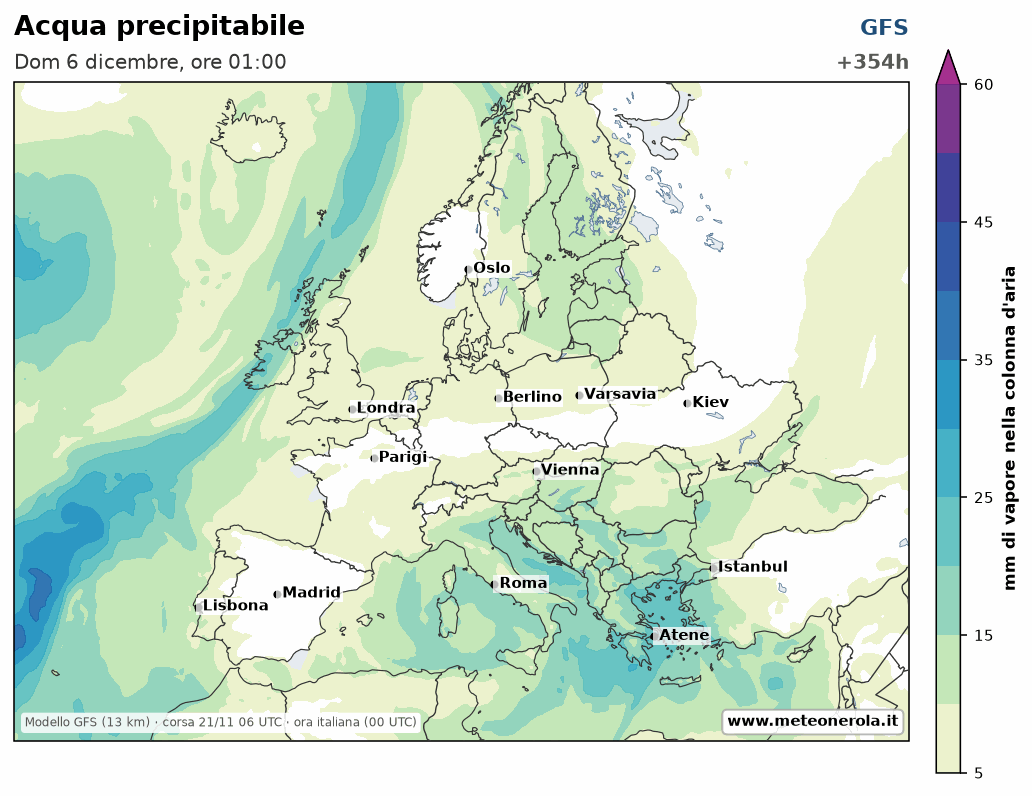 Acqua precipitabile
GFS
Dom 6 dicembre, ore 01:00
+354h
60
45
35
25
15
5
mm di vapore nella colonna d'aria
Oslo
Londra
Berlino
Varsavia
Kiev
Parigi
Vienna
Istanbul
Roma
Madrid
Lisbona
Atene
Modello GFS (13 km) · corsa 21/11 06 UTC · ora italiana (00 UTC)
www.meteonerola.it